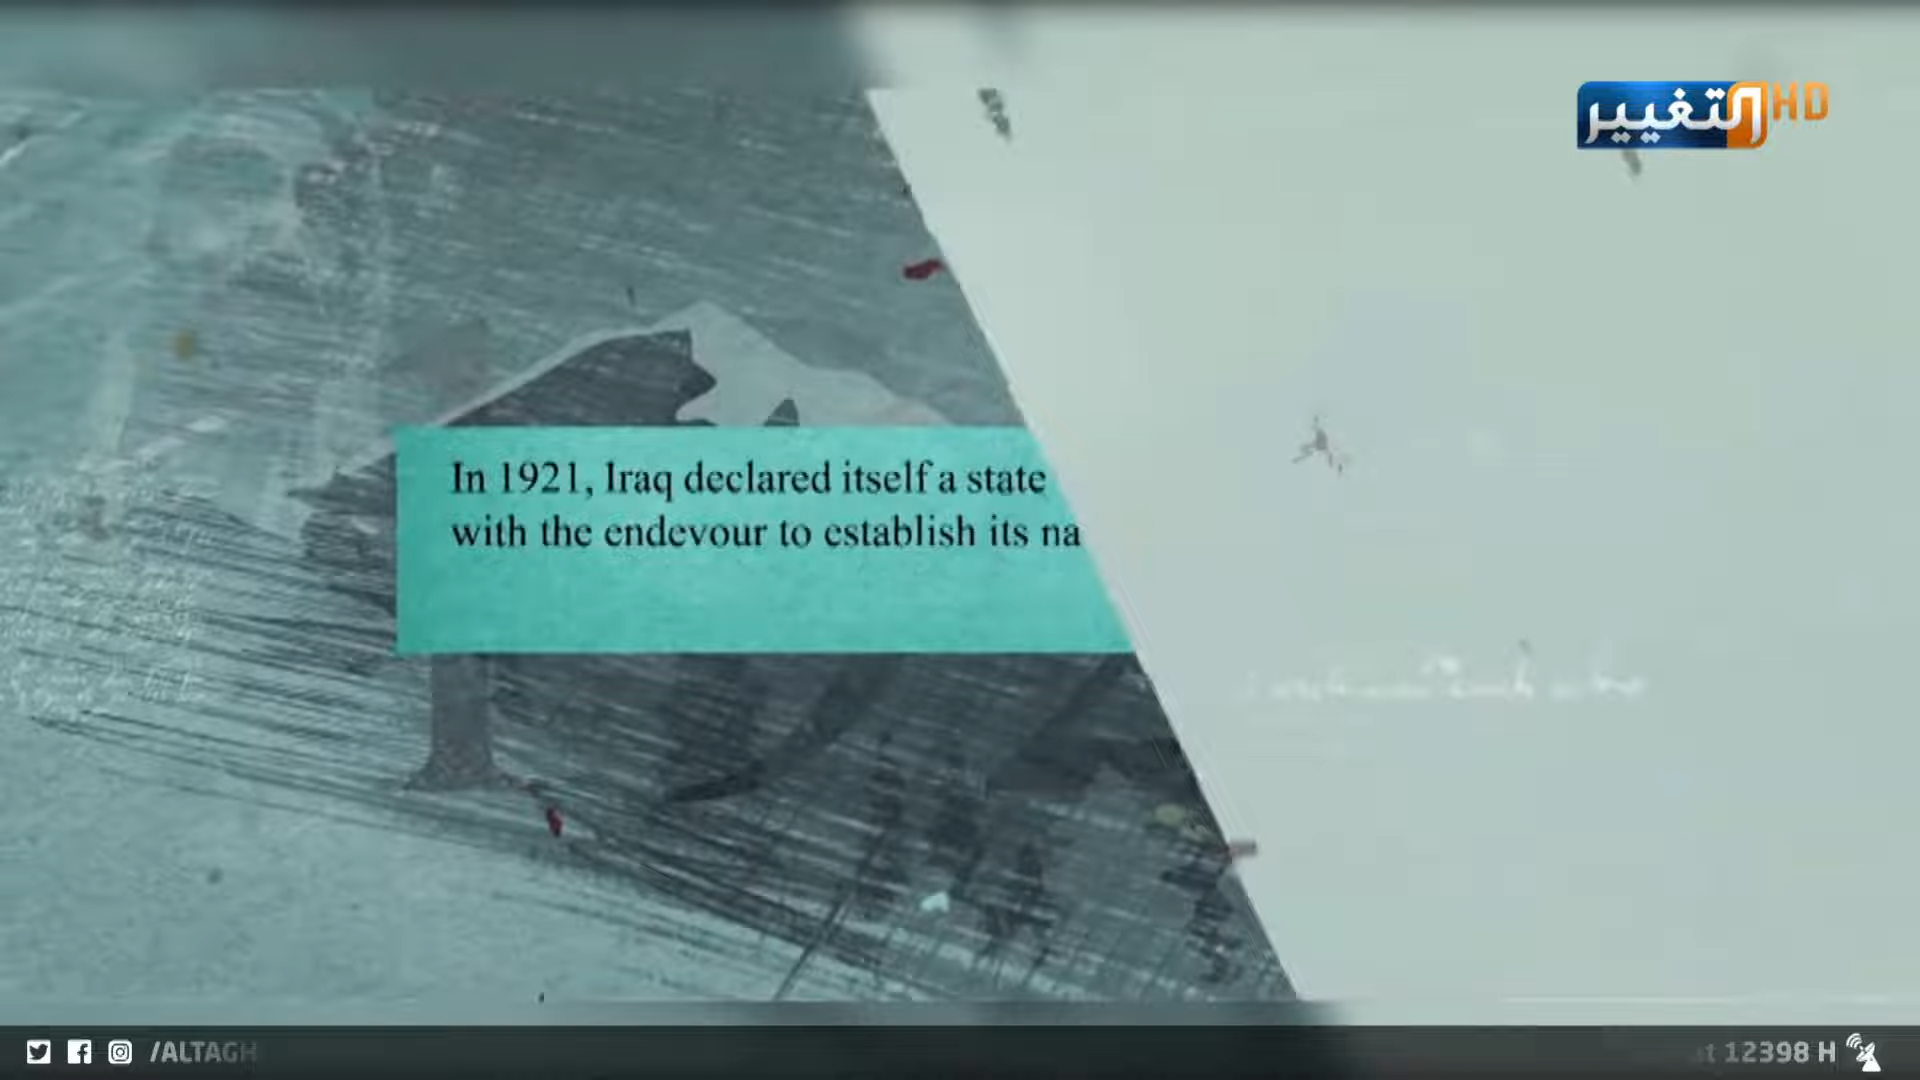 التغيير HD
In 1921, Iraq declared itself a state
with the endevour to establish its na
/ALTAGH
12398 H